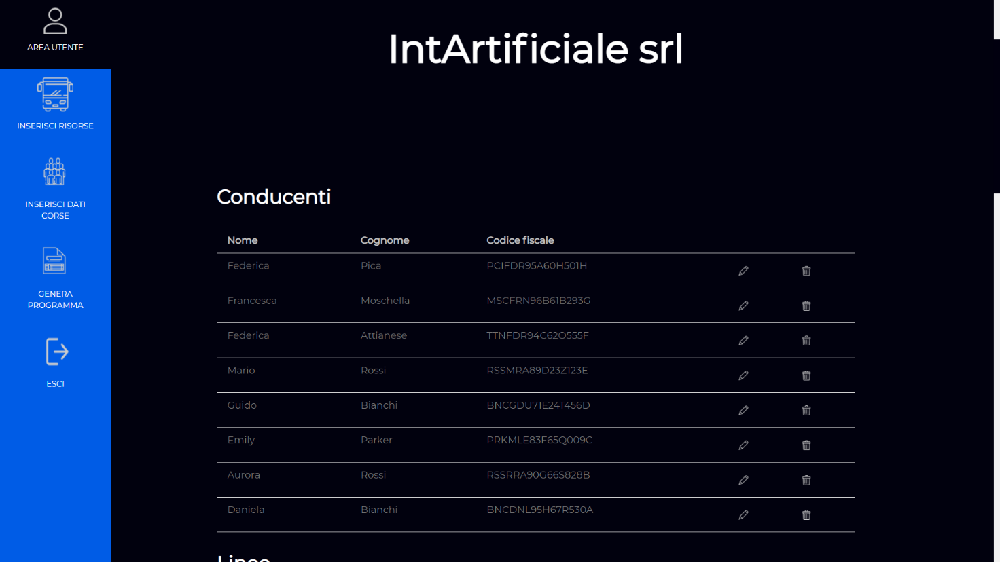 AREA UTENTE
IntArtificiale srl
INSERISCI RISORSE
INSERISCI DATI
CORSE
GENERA
PROGRAMMA
ESCI
Conducenti
Nome Cognome Codice fiscale
Federica Pica PCIFDR95A60H501H
Francesca Moschella MSCFRN96B61B293G
Federica Attianese TTNFDR94C62O555F
Mario Rossi RSSMRA89D23Z123E
Guido Bianchi BNCGDU71E24T456D
Emily Parker PRKMLE83F65Q009C
Aurora Rossi RSSRRA90G66S828B
Daniela Bianchi BNCDNL95H67R530A
Linee